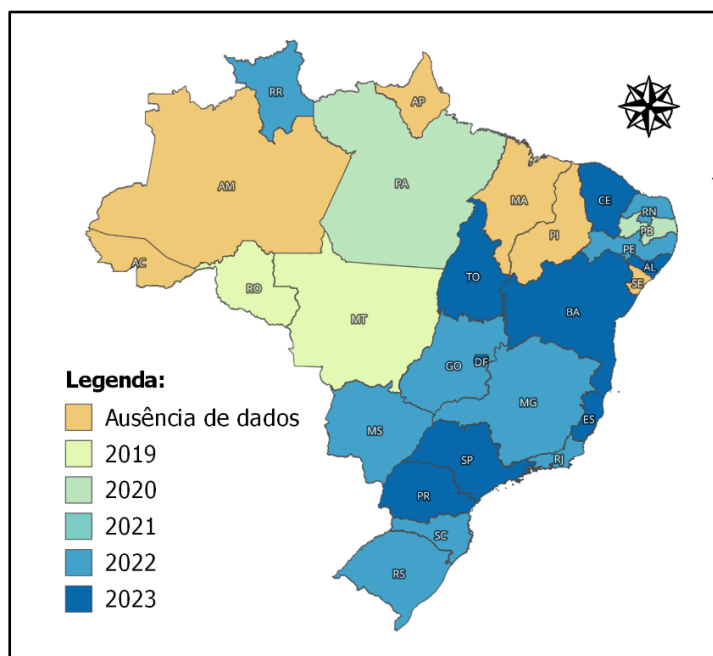 RR
AP
AM
PA
MA
CE
RN
PB
PI
PE
AL
AC
SE
TO
RO
BA
MT
GO
DF
MG
ES
MS
SP
RJ
PR
SC
RS
Legenda:
Ausência de dados
2019
2020
2021
2022
2023